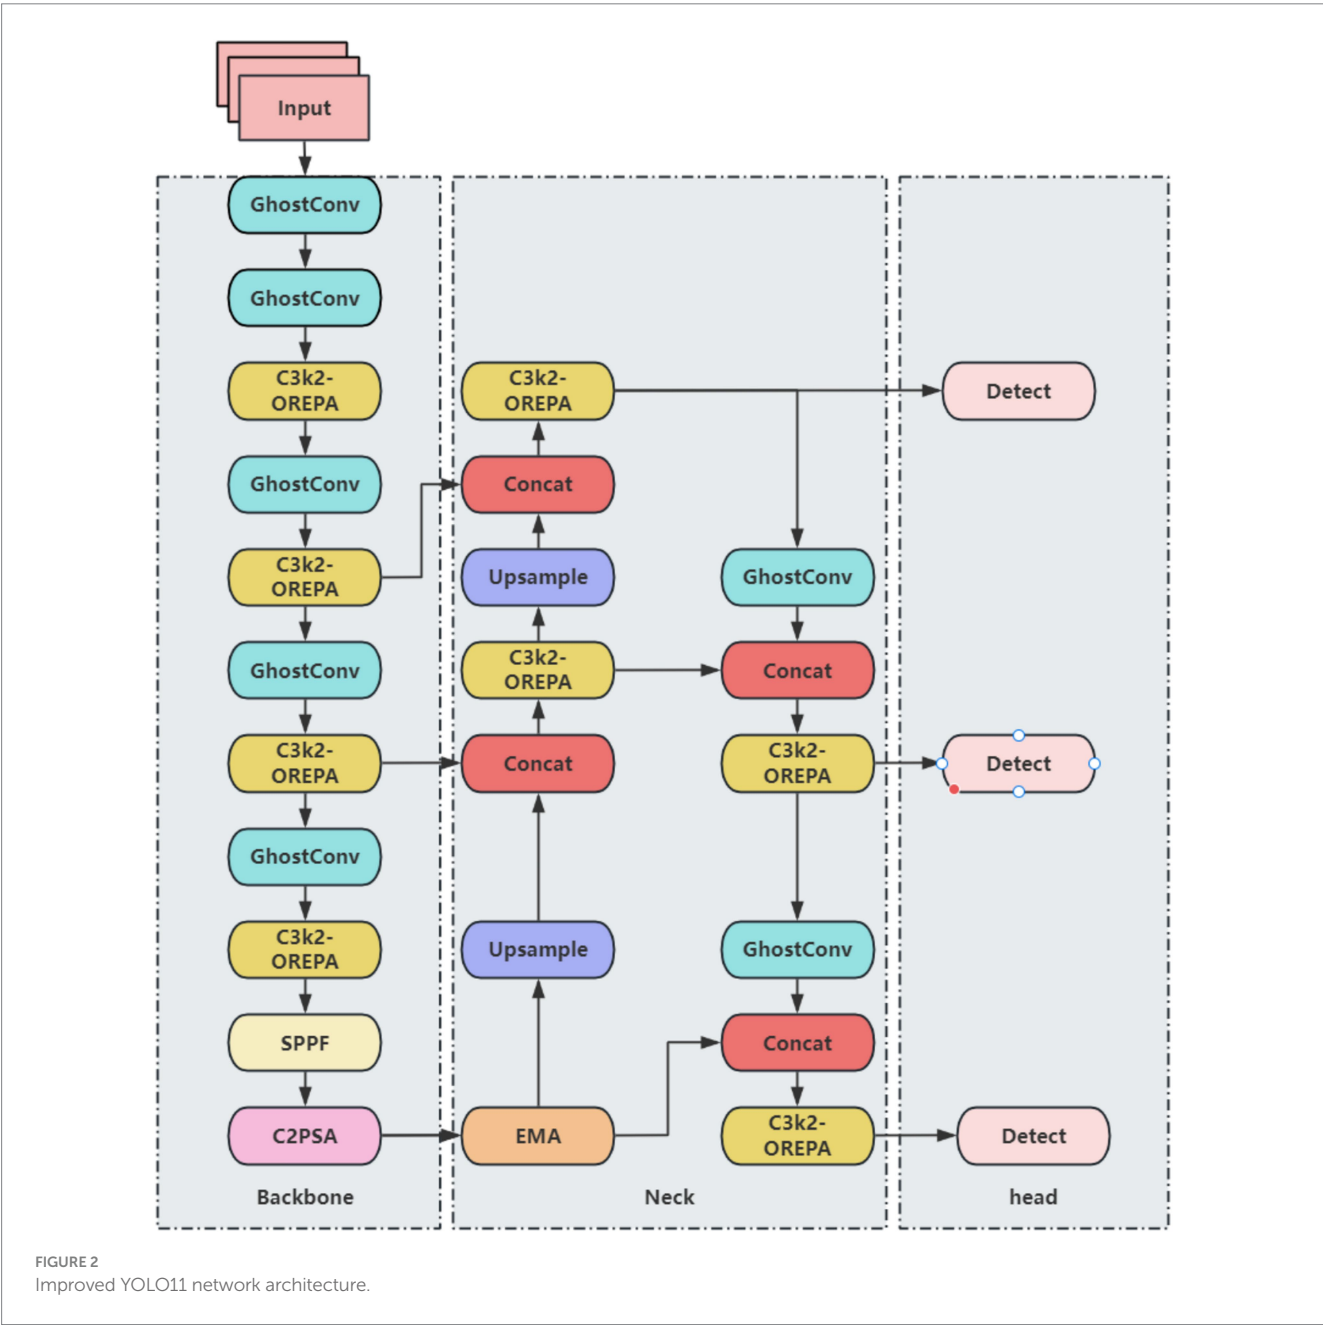 Input
GhostConv
GhostConv
C3k2-
OREPA
GhostConv
C3k2-
OREPA
GhostConv
C3k2-
OREPA
GhostConv
C3k2-
OREPA
SPPF
C2PSA
Backbone
C3k2-
OREPA
Concat
Upsample
C3k2-
OREPA
Concat
Upsample
EMA
GhostConv
Concat
C3k2-
OREPA
GhostConv
Concat
C3k2-
OREPA
Neck
Detect
Detect
Detect
head
FIGURE 2
Improved YOLO11 network architecture.